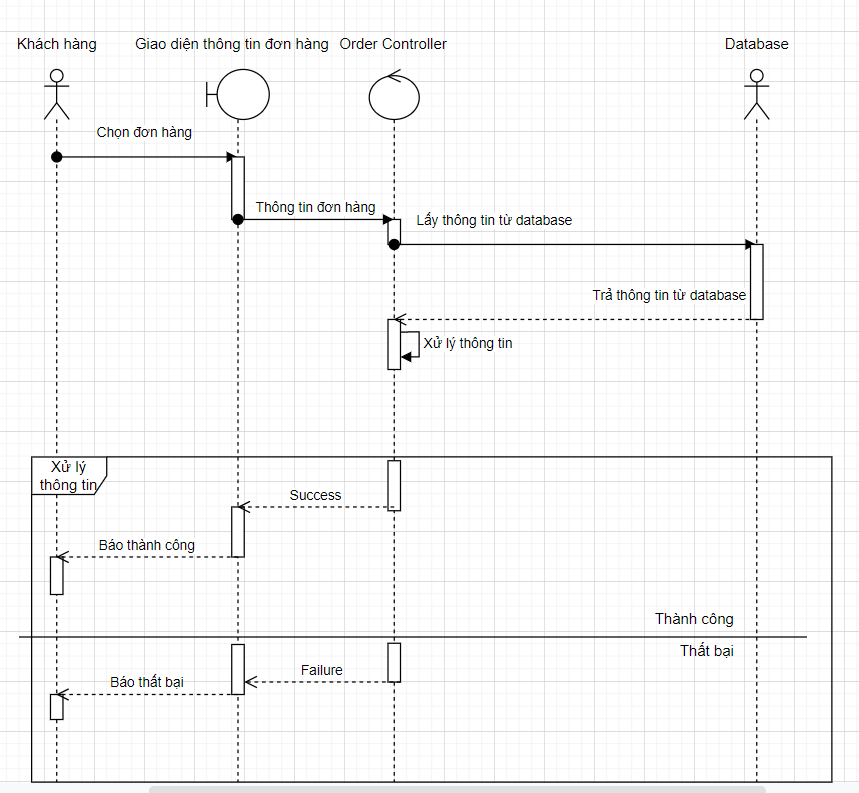 Khách hàng
Giao diện thông tin đơn hàng
Order Controller
Database
Chọn đơn hàng
Thông tin đơn hàng
Lấy thông tin từ database
Trả thông tin từ database
Xử lý thông tin
Xử lý
thông tin
Success
Báo thành công
Thành công
Thất bại
Failure
Báo thất bại